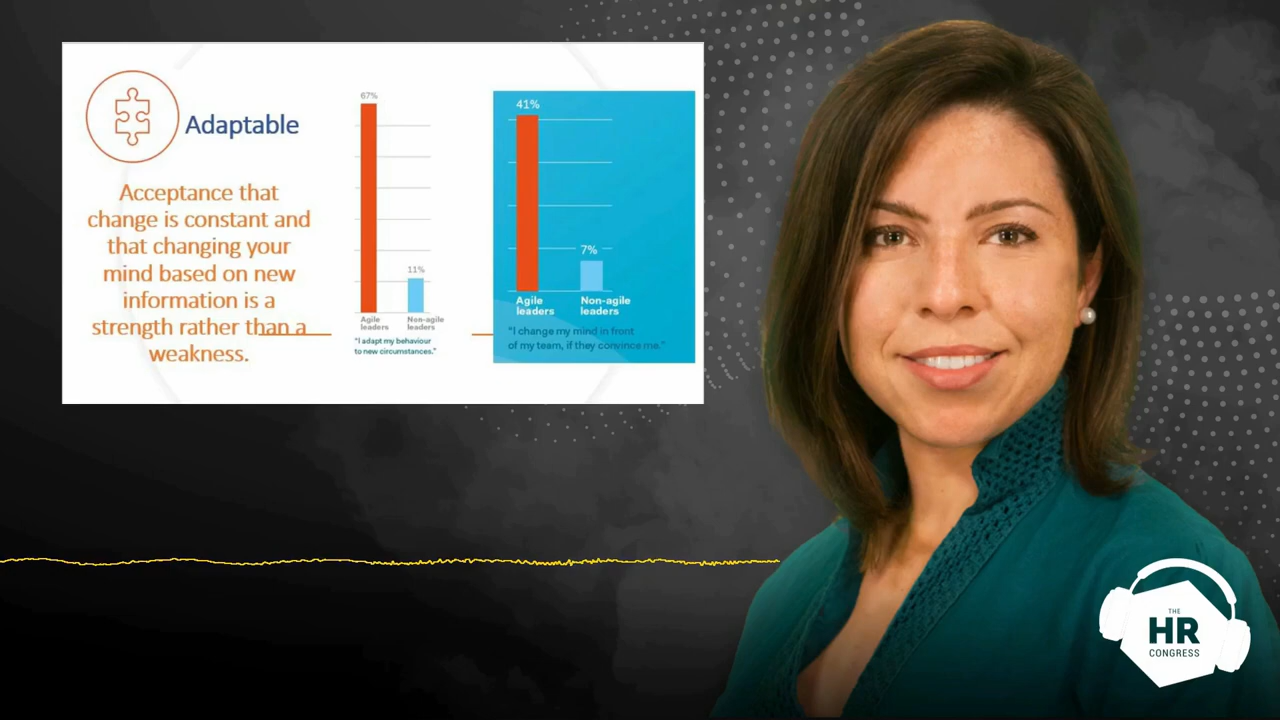 Adaptable
Acceptance that
change is constant and
that changing your
mind based on new
information is a
strength rather than a
weakness.
67%
11%
Agile
leaders
Non-agile
leaders
"I adapt my behaviour
to new circumstances."
41%
7%
Agile
leaders
Non-agile
leaders
"I change my mind in front
of my team, if they convince me."
THE
HR
CONGRESS